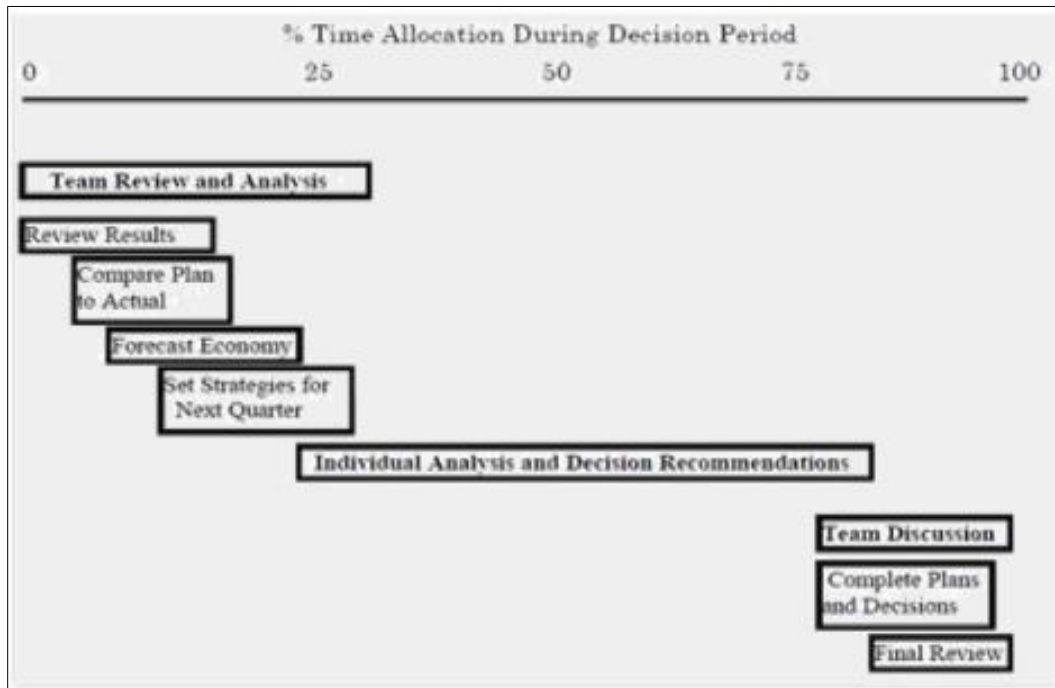 % Time Allocation During Decision Period
0 25 50 75 100
Team Review and Analysis
Review Results
Compare Plan
to Actual
Forecast Economy
Set Strategies for
Next Quarter
Individual Analysis and Decision Recommendations
Team Discussion
Complete Plans
and Decisions
Final Review